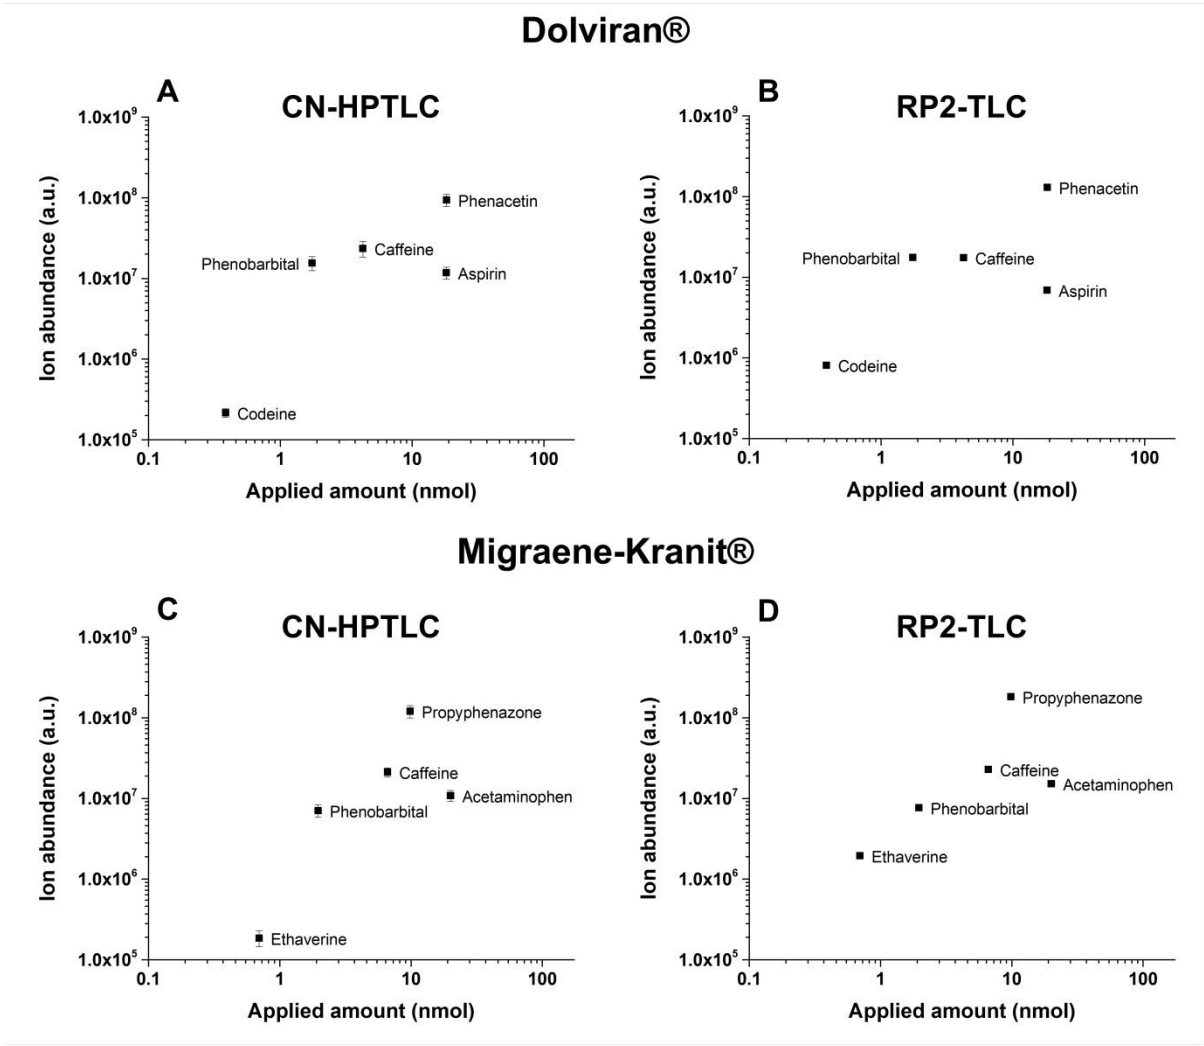 Dolviran®
A
CN-HPTLC
1.0x10⁹
1.0x10⁸
1.0x10⁷
1.0x10⁶
1.0x10⁵
Ion abundance (a.u.)
Phenacetin
Caffeine
Phenobarbital
Aspirin
Codeine
0.1 1 10 100
Applied amount (nmol)
B
RP2-TLC
1.0x10⁹
1.0x10⁸
1.0x10⁷
1.0x10⁶
1.0x10⁵
Ion abundance (a.u.)
Phenacetin
Phenobarbital
Caffeine
Aspirin
Codeine
0.1 1 10 100
Applied amount (nmol)
Migraene-Kranit®
C
CN-HPTLC
1.0x10⁹
1.0x10⁸
1.0x10⁷
1.0x10⁶
1.0x10⁵
Ion abundance (a.u.)
Propyphenazone
Caffeine
Acetaminophen
Phenobarbital
Ethaverine
0.1 1 10 100
Applied amount (nmol)
D
RP2-TLC
1.0x10⁹
1.0x10⁸
1.0x10⁷
1.0x10⁶
1.0x10⁵
Ion abundance (a.u.)
Propyphenazone
Caffeine
Acetaminophen
Phenobarbital
Ethaverine
0.1 1 10 100
Applied amount (nmol)